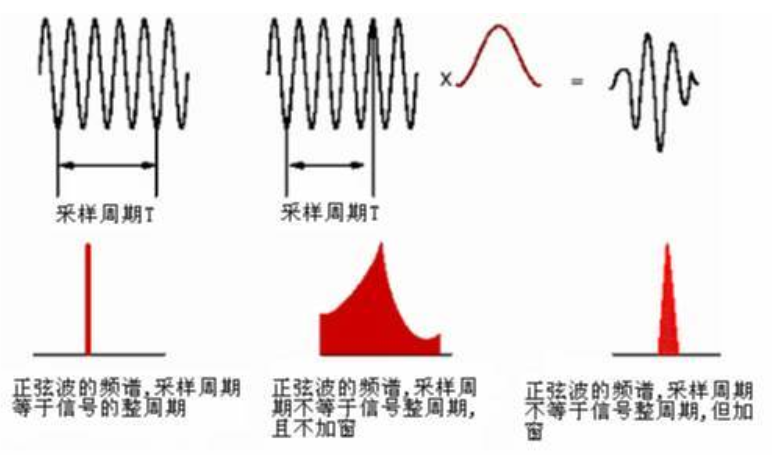 采样周期T
采样周期T
X
=
正弦波的频谱,采样周期
等于信号的整周期
正弦波的频谱,采样周
期不等于信号整周期,
且不加窗
正弦波的频谱,采样周期
不等于信号整周期,但加
窗